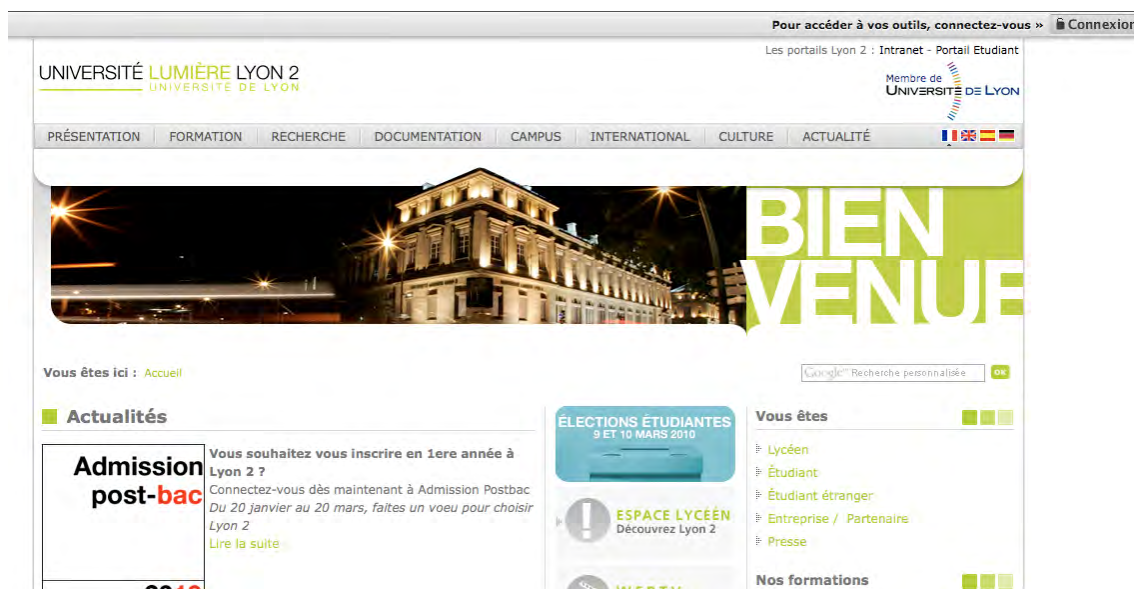 Pour accéder à vos outils, connectez-vous » Connexion
Les portails Lyon 2 : Intranet - Portail Etudiant
UNIVERSITÉ LUMIÈRE LYON 2
UNIVERSITÉ DE LYON
Membre de
UNIVERSITÉ DE LYON
PRÉSENTATION FORMATION RECHERCHE DOCUMENTATION CAMPUS INTERNATIONAL CULTURE ACTUALITÉ
BIEN
VENUE
Vous êtes ici : Accueil
Google™ Recherche personnalisée OK
Actualités
Admission
post-bac
Vous souhaitez vous inscrire en 1ere année à
Lyon 2 ?
Connectez-vous dès maintenant à Admission Postbac
Du 20 janvier au 20 mars, faites un voeu pour choisir
Lyon 2
Lire la suite
ÉLECTIONS ÉTUDIANTES
9 ET 10 MARS 2010
ESPACE LYCÉÈN
Découvrez Lyon 2
Vous êtes
Lycéen
Étudiant
Étudiant étranger
Entreprise / Partenaire
Presse
Nos formations